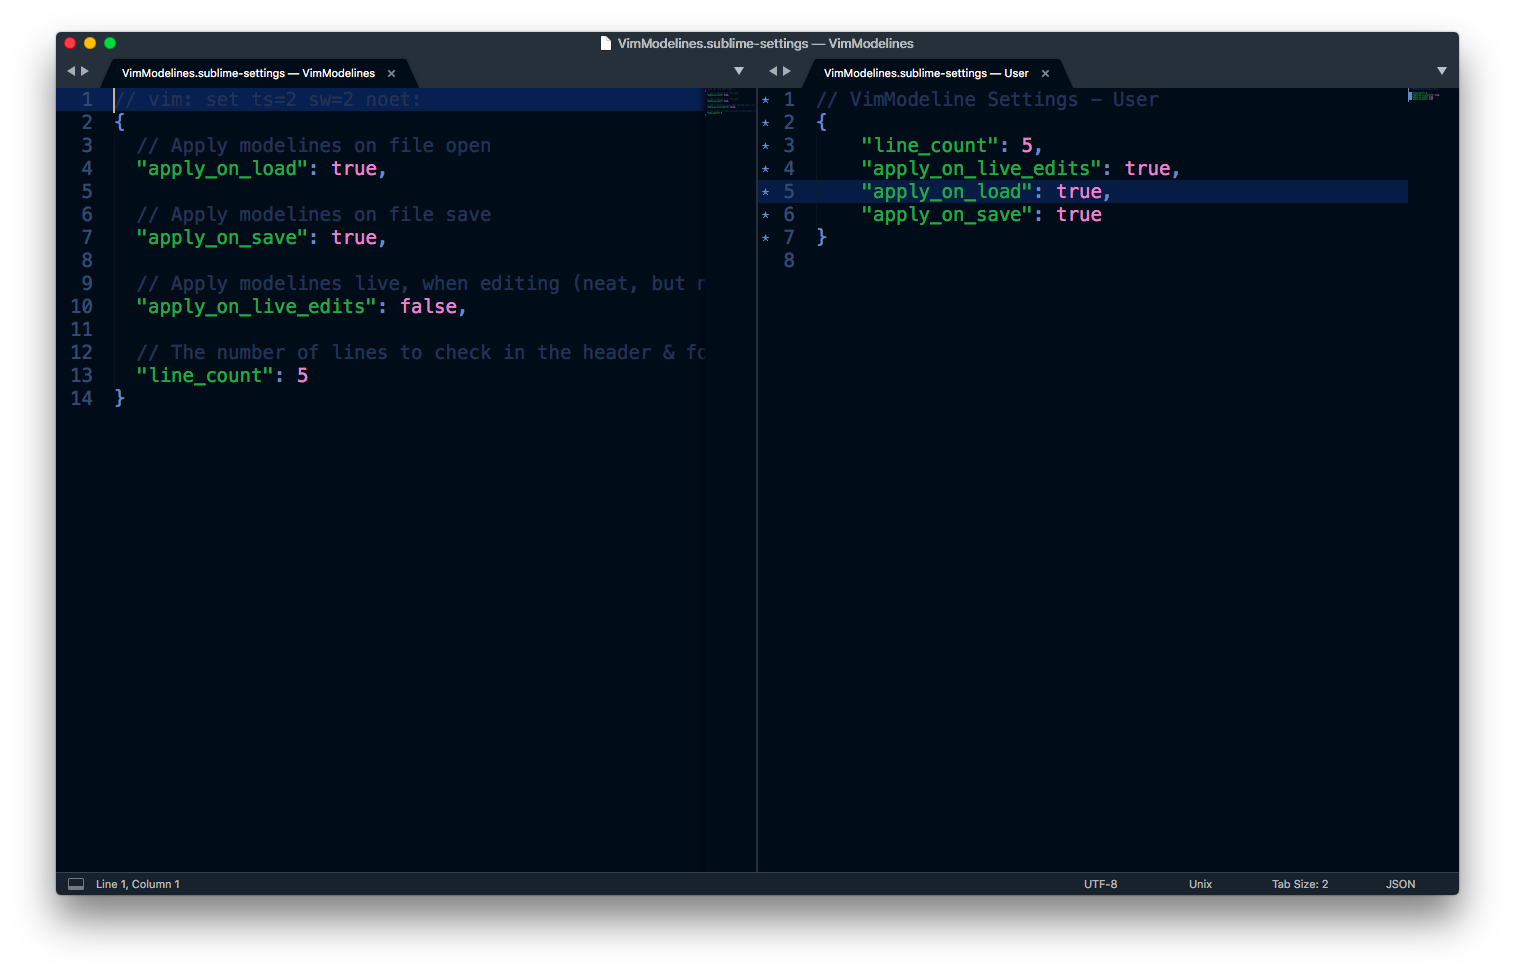 VimModelines.sublime-settings — VimModelines
VimModelines.sublime-settings — VimModelines ×
1 // vim: set ts=2 sw=2 noet:
2 {
3 // Apply modelines on file open
4 "apply_on_load": true,
5
6 // Apply modelines on file save
7 "apply_on_save": true,
8
9 // Apply modelines live, when editing (neat, but
10 "apply_on_live_edits": false,
11
12 // The number of lines to check in the header &
13 "line_count": 5
14 }
VimModelines.sublime-settings — User ×
* 1 // VimModeline Settings – User
* 2 {
* 3 "line_count": 5,
* 4 "apply_on_live_edits": true,
* 5 "apply_on_load": true,
* 6 "apply_on_save": true
* 7 }
8
Line 1, Column 1
UTF-8 Unix Tab Size: 2 JSON